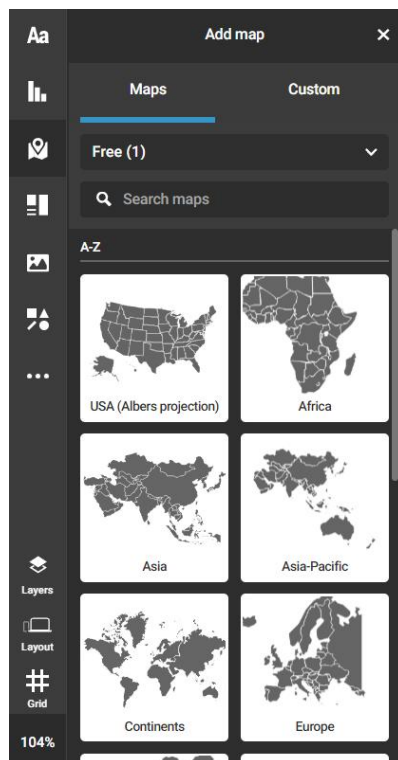 Aa
Add map
Maps
Custom
Free (1)
Search maps
A-Z
USA (Albers projection)
Africa
Asia
Asia-Pacific
Continents
Europe
Layers
Layout
Grid
104%